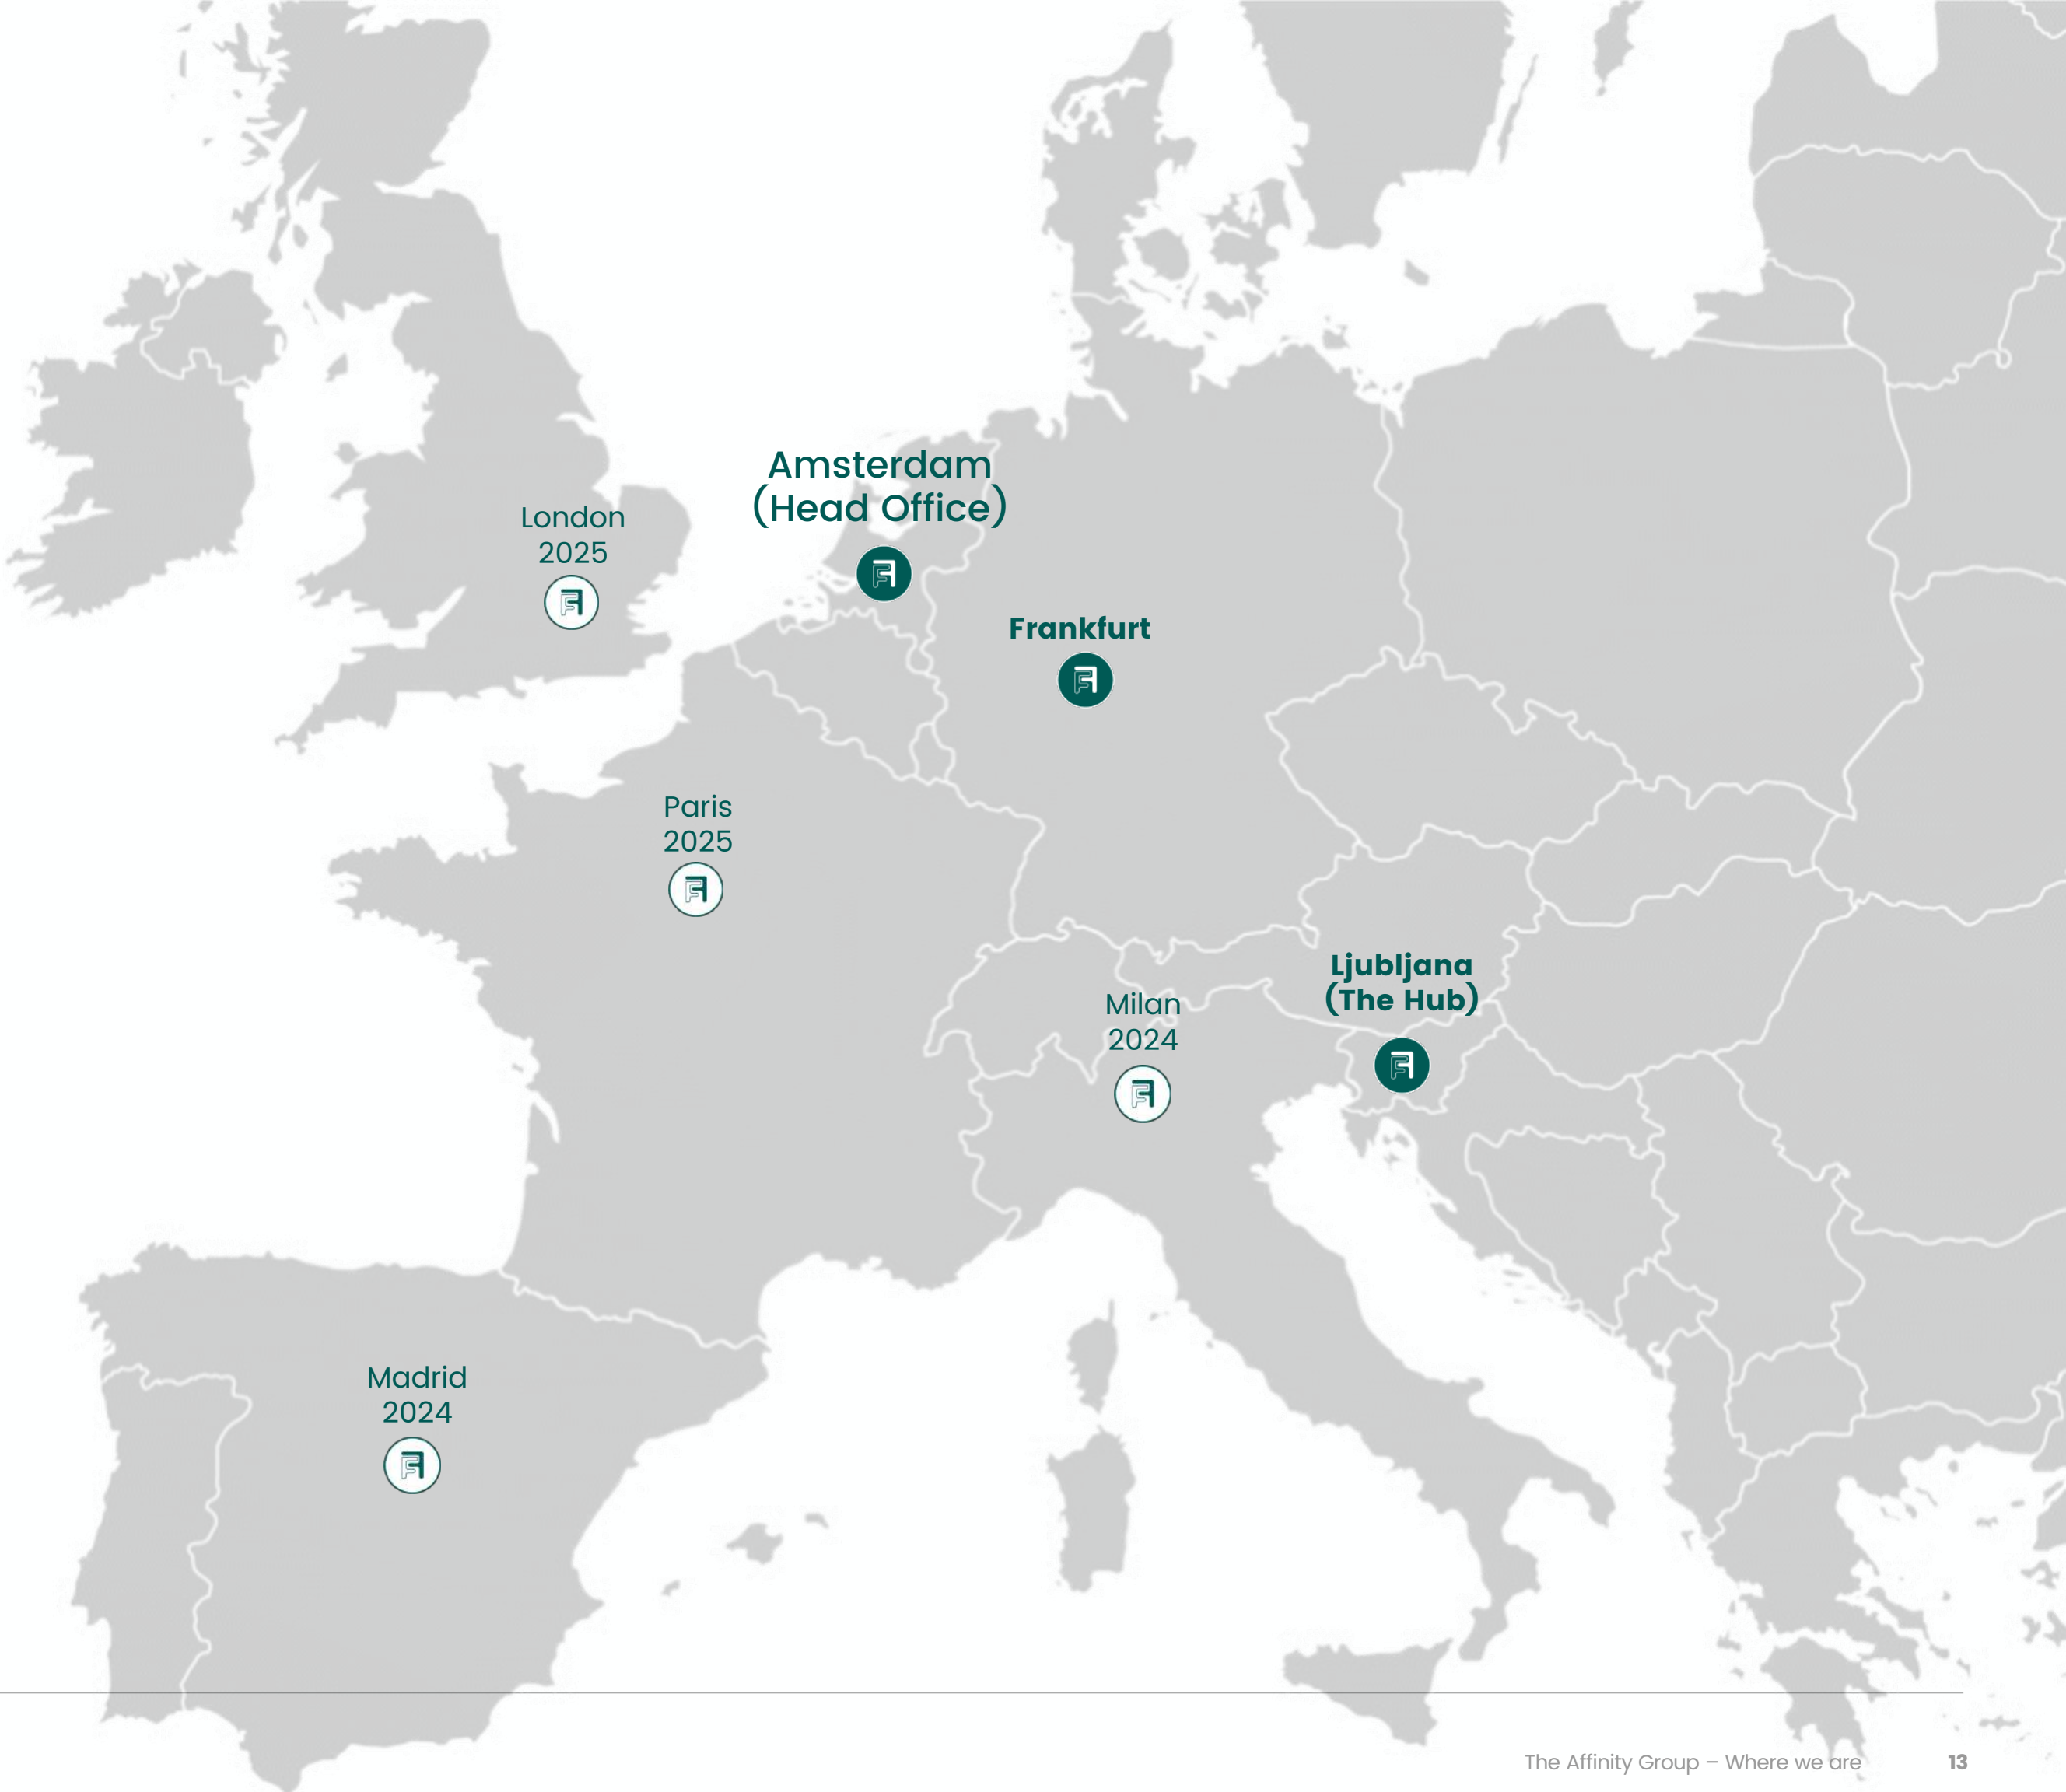 Amsterdam
(Head Office)
London
2025
Frankfurt
Paris
2025
Ljubljana
(The Hub)
Milan
2024
Madrid
2024
The Affinity Group – Where we are 13